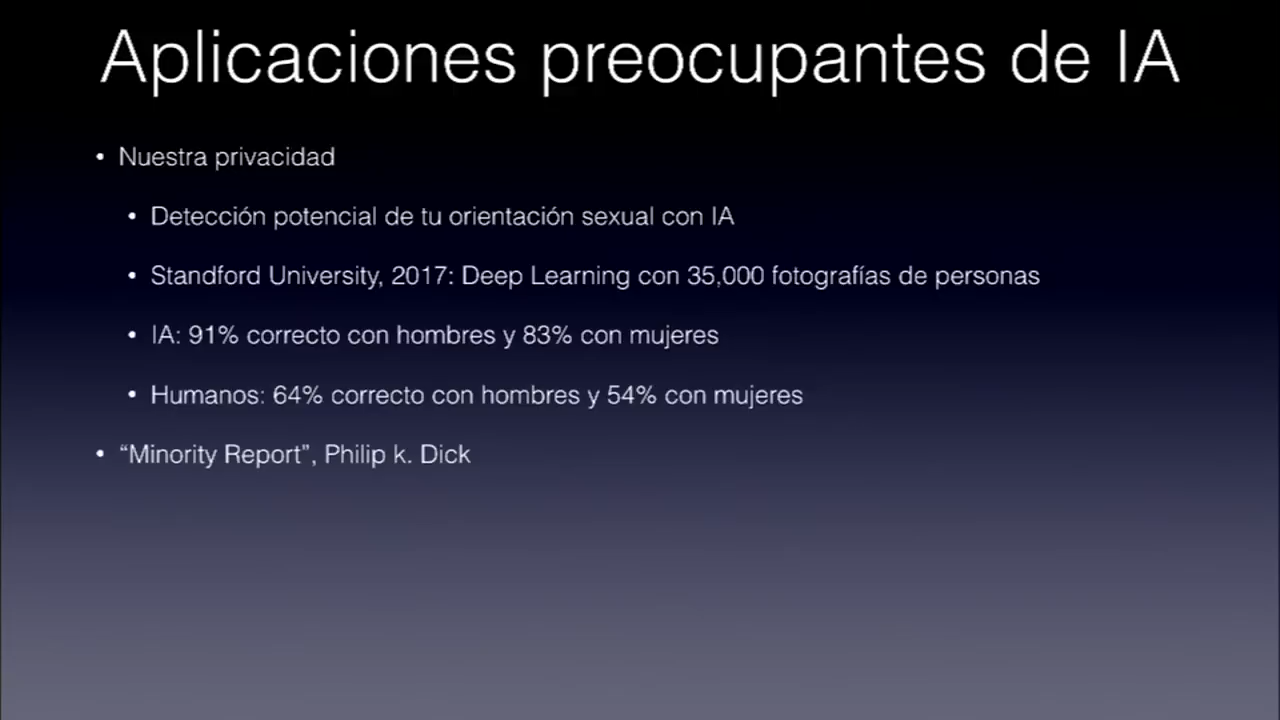 Aplicaciones preocupantes de IA
• Nuestra privacidad
• Detección potencial de tu orientación sexual con IA
• Standford University, 2017: Deep Learning con 35,000 fotografías de personas
• IA: 91% correcto con hombres y 83% con mujeres
• Humanos: 64% correcto con hombres y 54% con mujeres
• “Minority Report”, Philip k. Dick